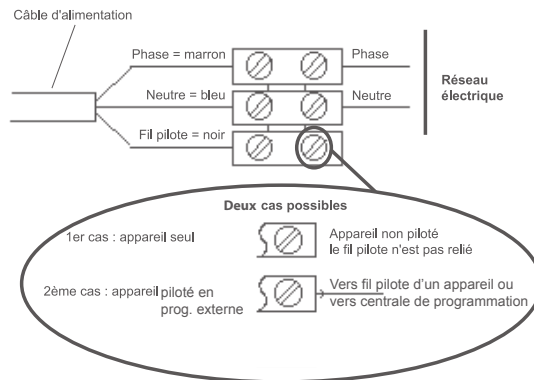 Câble d'alimentation
Phase = marron
Phase
Neutre = bleu
Neutre
Réseau
électrique
Fil pilote = noir
Deux cas possibles
1er cas : appareil seul
Appareil non piloté
le fil pilote n'est pas relié
2ème cas : appareil piloté en
prog. externe
Vers fil pilote d'un appareil ou
vers centrale de programmation